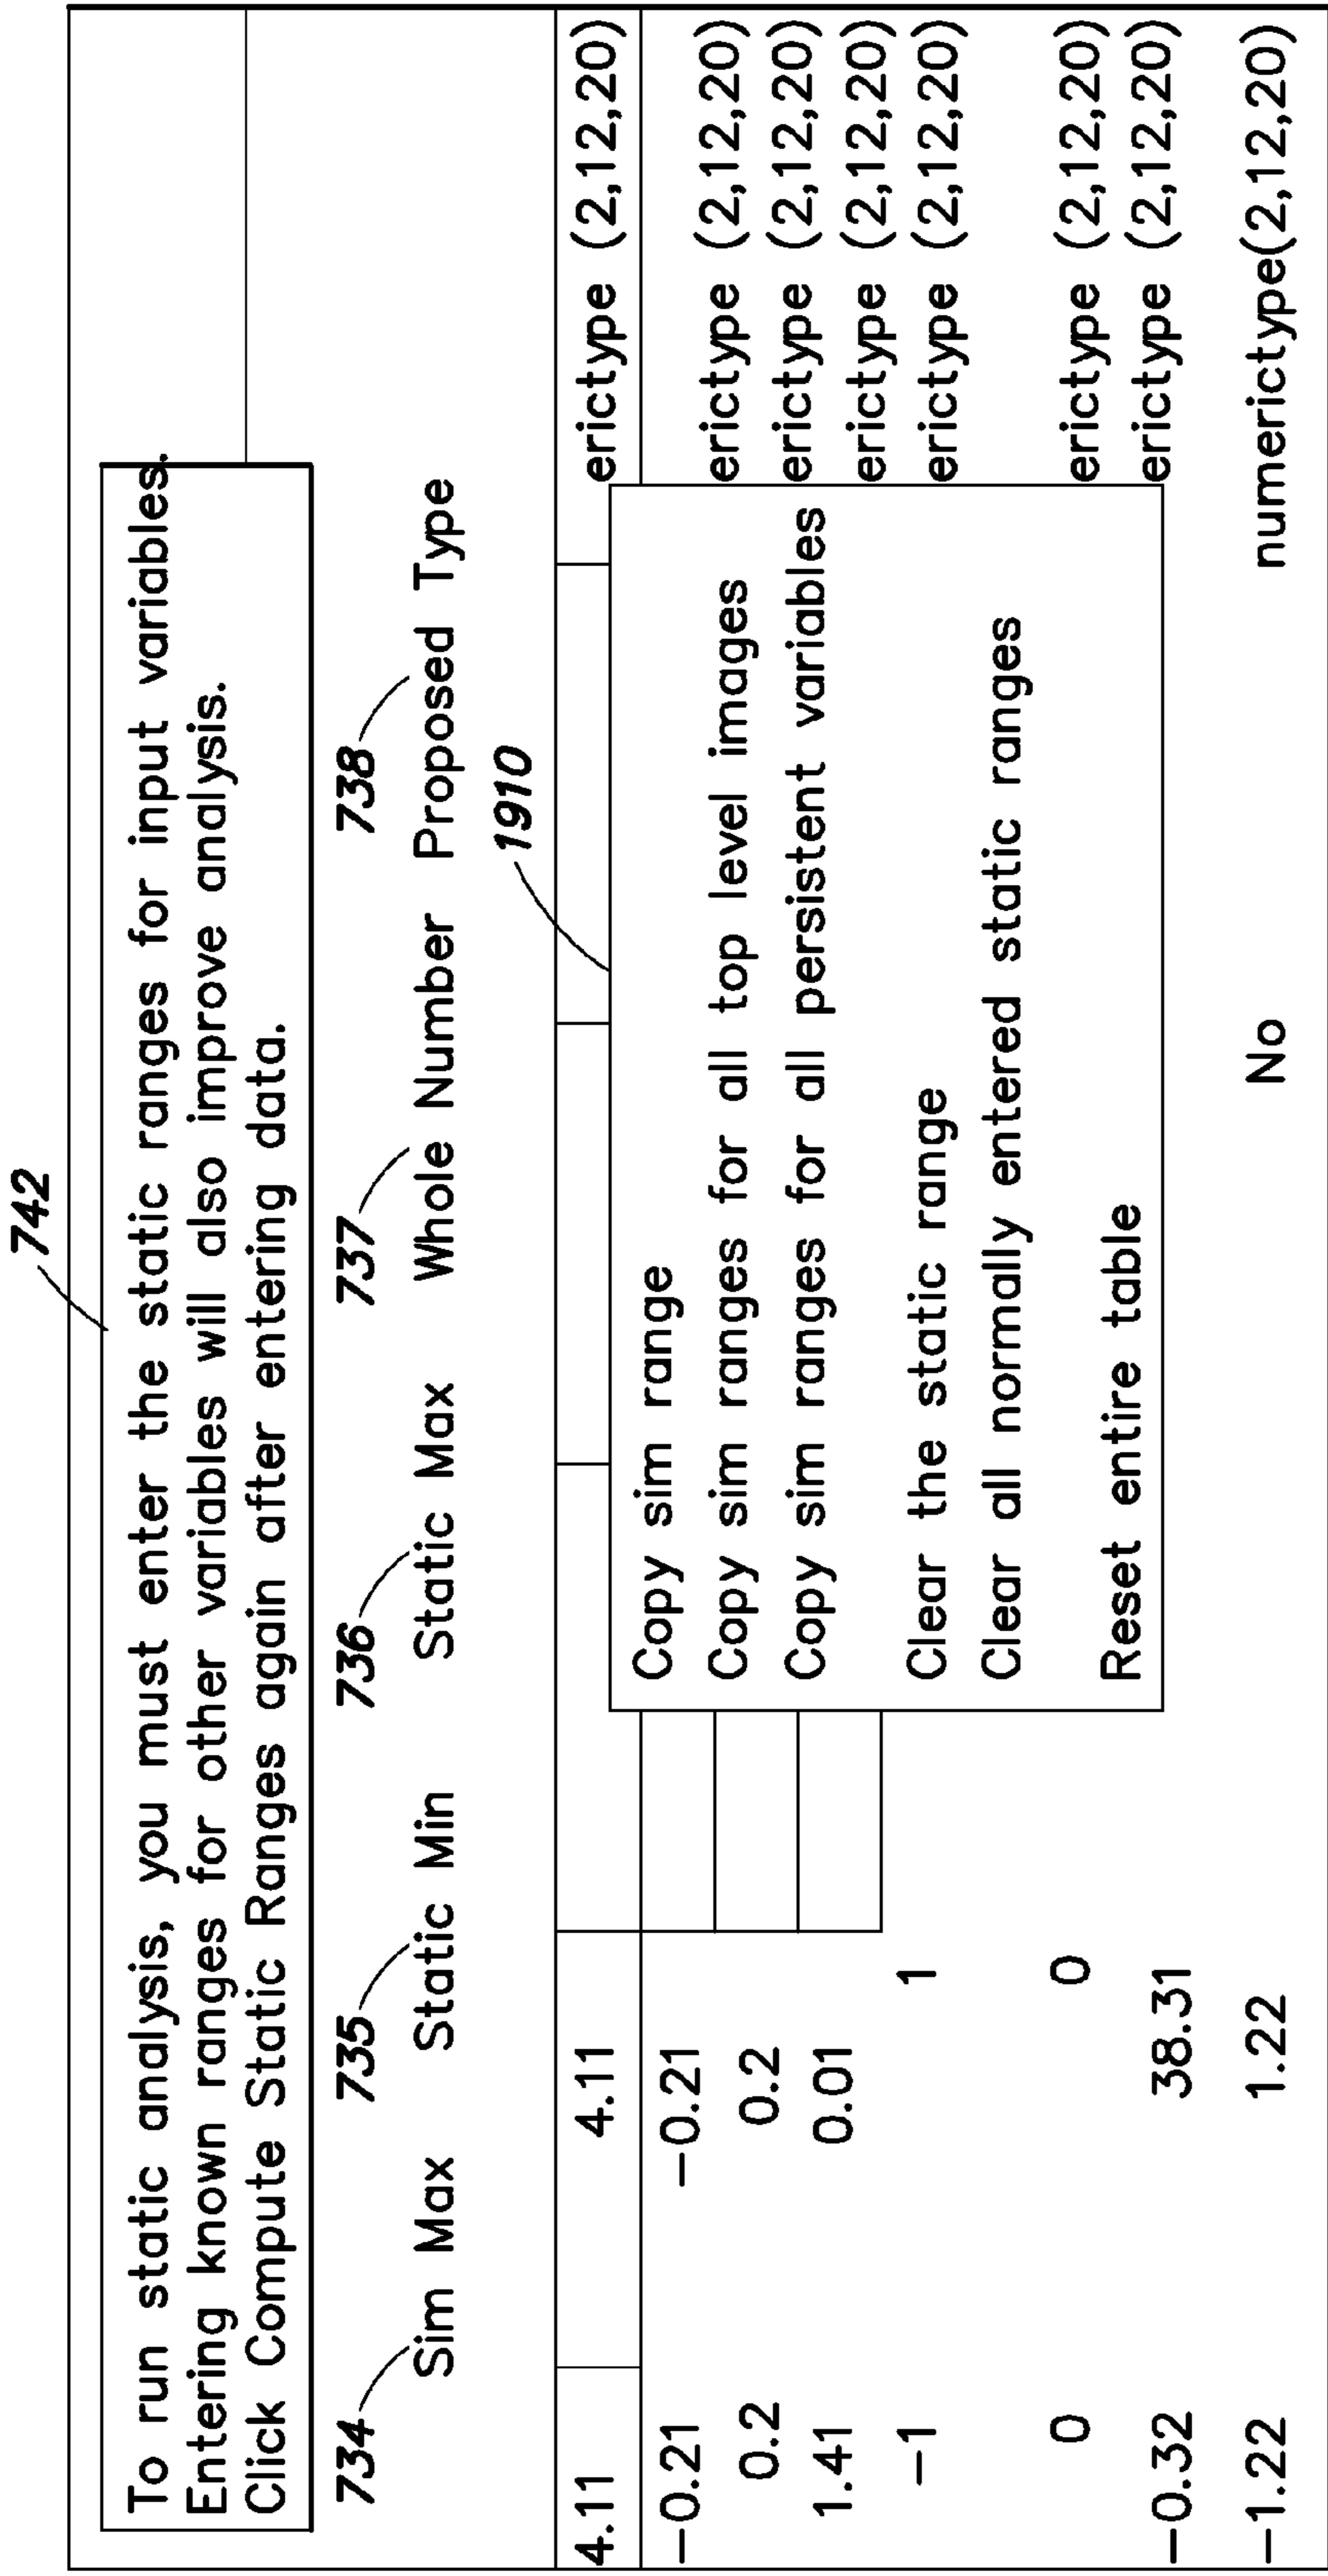 742
To run static analysis, you must enter the static ranges for input variables.
Entering known ranges for other variables will also improve analysis.
Click Compute Static Ranges again after entering data.
734 735 736 737 738
Sim Max Static Min Static Max Whole Number Proposed Type
1910
4.11 4.11 erictype (2,12,20)
Copy sim range
-0.21 -0.21
Copy sim ranges for all top level images erictype (2,12,20)
0.2 0.2
Copy sim ranges for all persistent variables erictype (2,12,20)
1.41 0.01 erictype (2,12,20)
-1 1 Clear the static range erictype (2,12,20)
Clear all normally entered static ranges
0 0 erictype (2,12,20)
Reset entire table
-0.32 38.31 erictype (2,12,20)
-1.22 1.22 No numerictype(2,12,20)